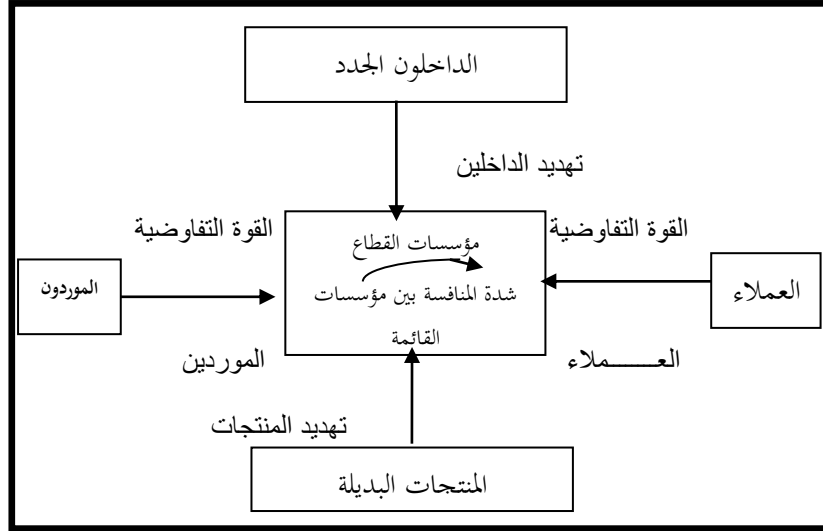 الداخلون الجدد
تهديد الداخلين
القوة التفاوضية
القوة التفاوضية
مؤسسات القطاع
العملاء
الموردون
شدة المنافسة بين مؤسسات
القائمة
العـــــملاء
الموردين
تهديد المنتجات
المنتجات البديلة